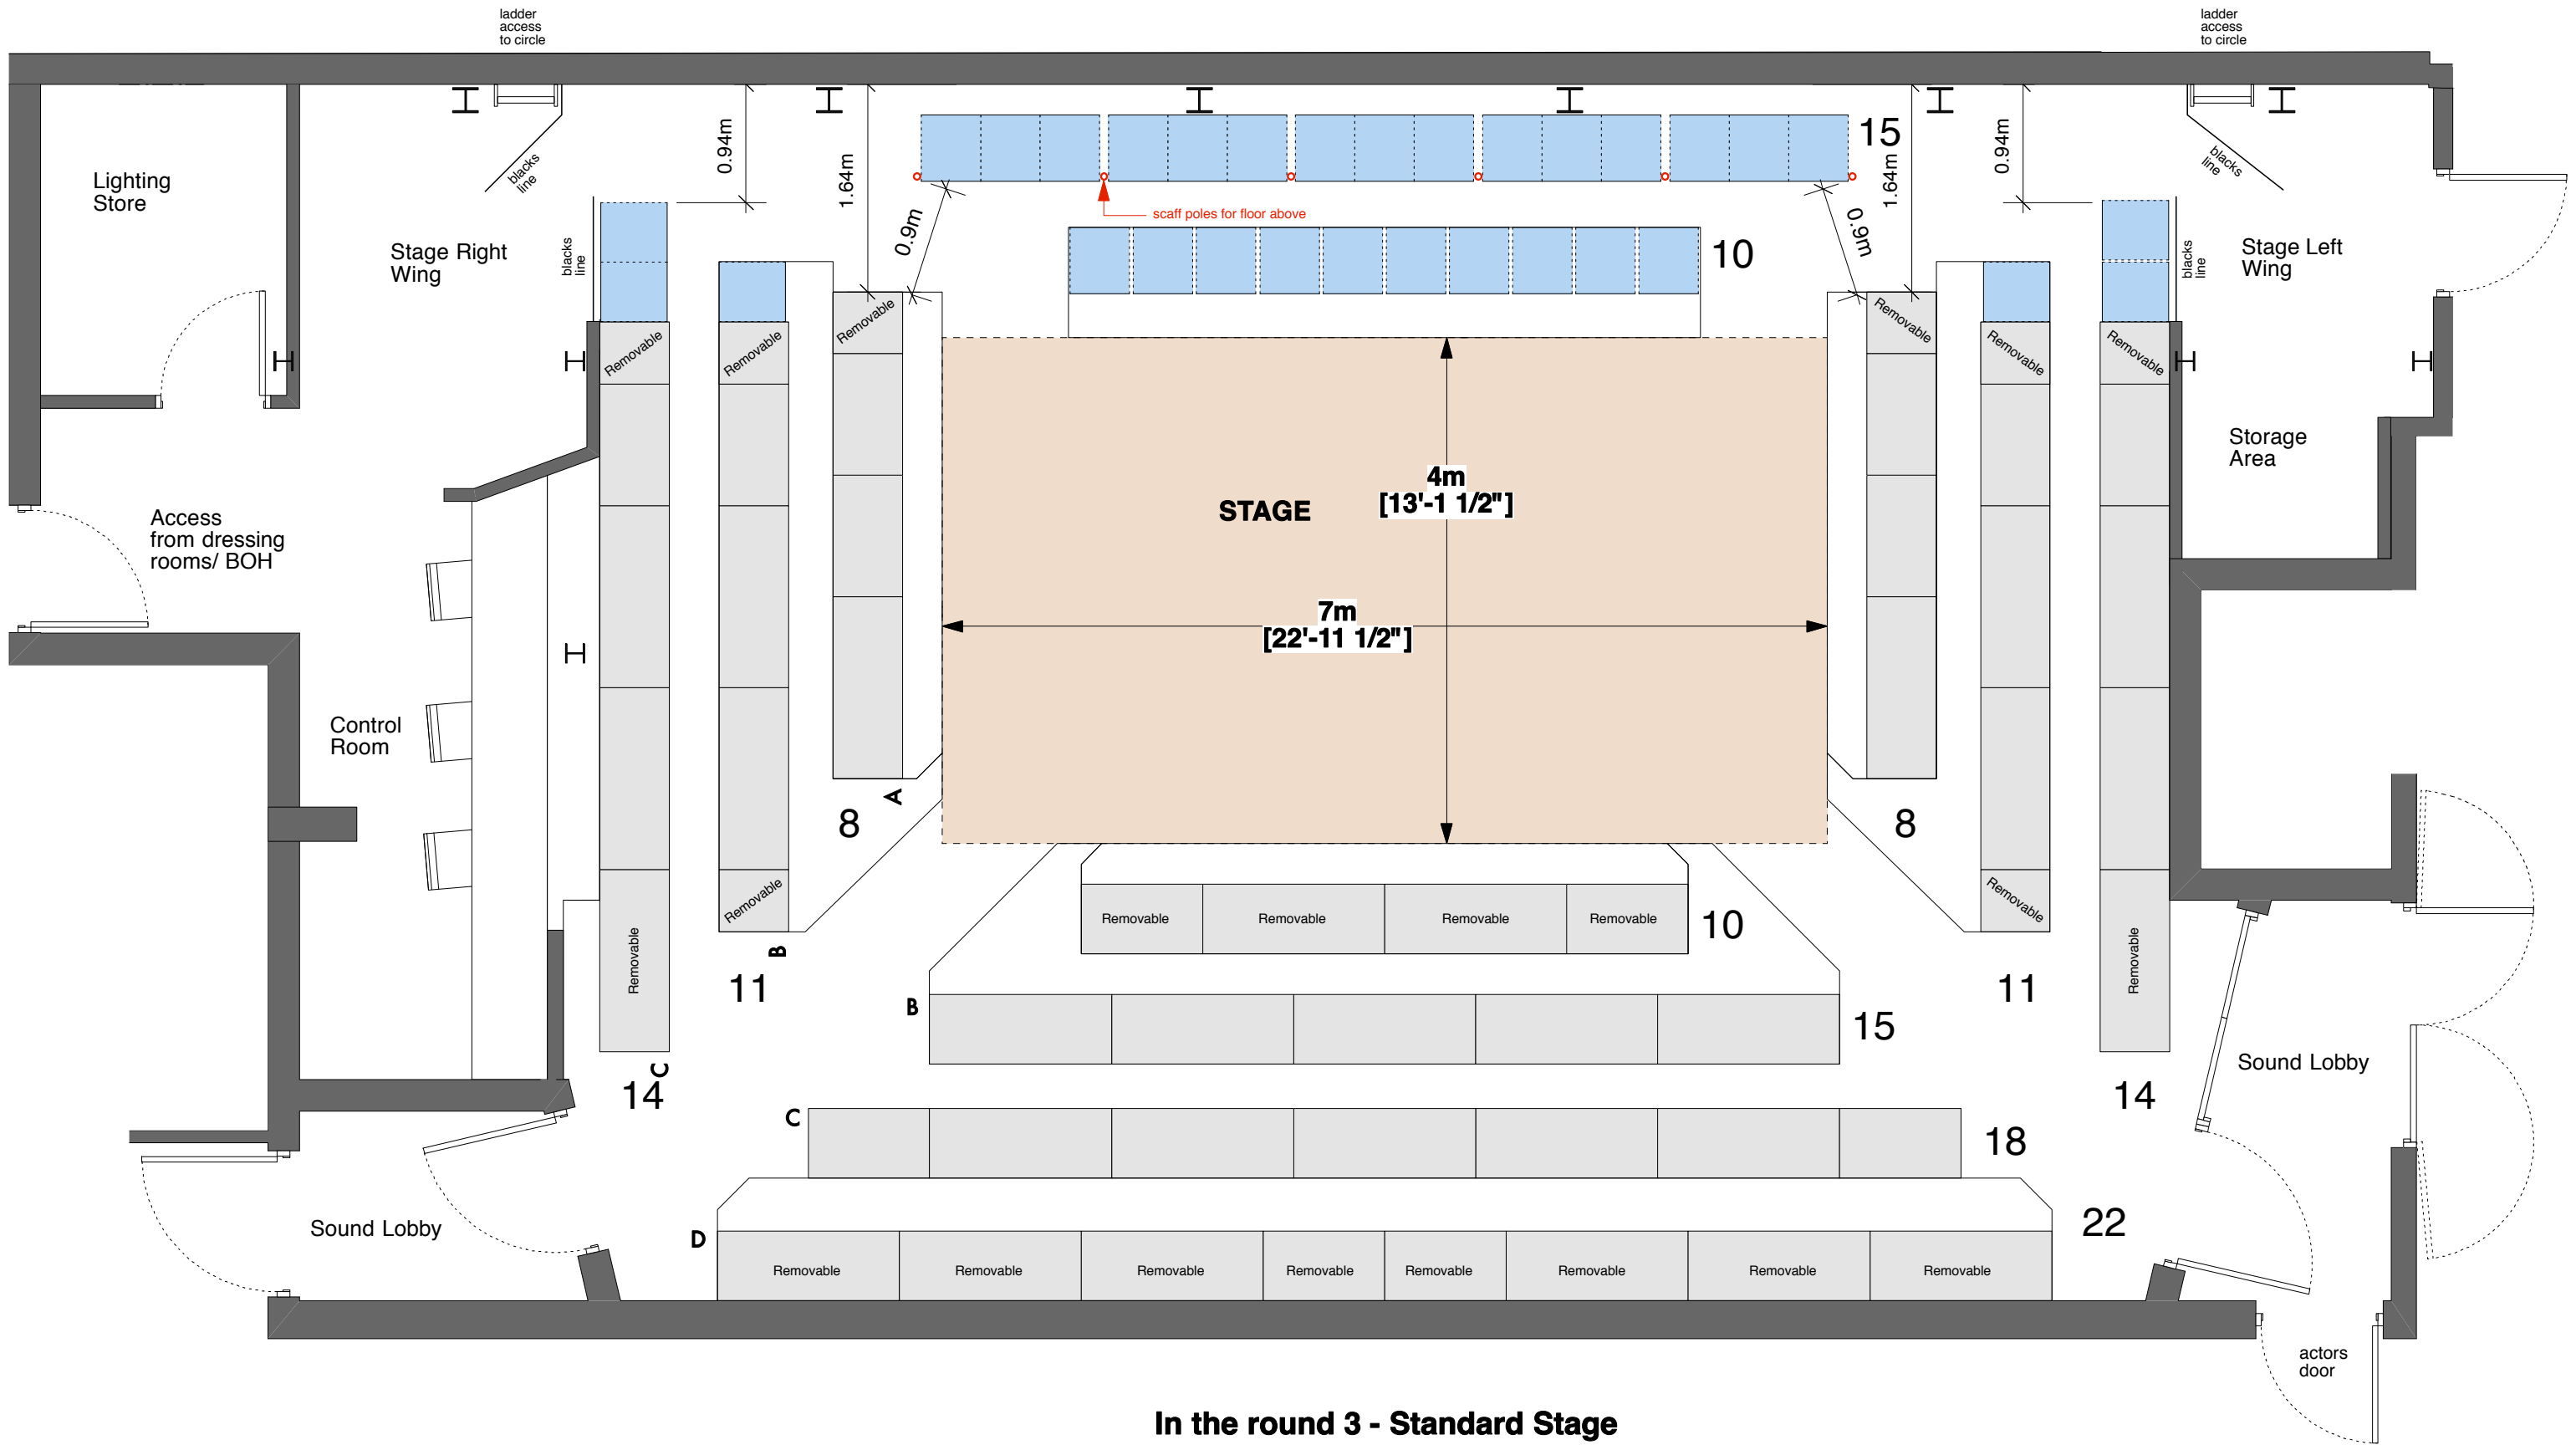 ladder
access
to circle
ladder
access
to circle
0.94m
1.64m
15
1.64m
0.94m
blacks
line
blacks
line
Lighting
Store
scaff poles for floor above
0.9m
0.9m
Stage Right
Wing
blacks
line
10
blacks
line
Stage Left
Wing
Removable
Removable
Removable
Removable
Removable
Removable
Storage
Area
4m
[13'-1 1/2"]
STAGE
Access
from dressing
rooms/ BOH
7m
[22'-11 1/2"]
Control
Room
A
8
8
Removable
Removable
Removable
Removable
Removable
Removable
10
Removable
Removable
B
11
11
B
15
Sound Lobby
C
14
14
C
18
Sound Lobby
22
D
Removable
Removable
Removable
Removable
Removable
Removable
Removable
Removable
actors
door
In the round 3 - Standard Stage